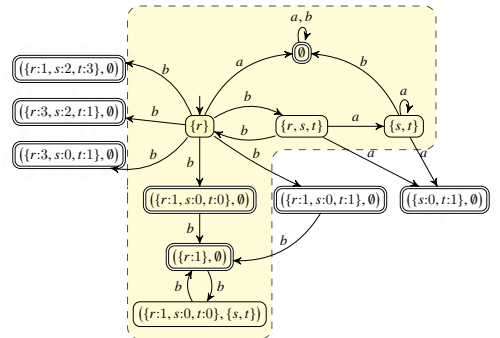 a, b
∅
({r:1, s:2, t:3}, ∅)
b
a
b
({r:3, s:2, t:1}, ∅)
b
b
a
{r}
{r, s, t}
a
{s, t}
b
({r:3, s:0, t:1}, ∅)
b
b
b
a
a
({r:1, s:0, t:0}, ∅)
({r:1, s:0, t:1}, ∅)
({s:0, t:1}, ∅)
b
b
({r:1}, ∅)
b
b
({r:1, s:0, t:0}, {s, t})